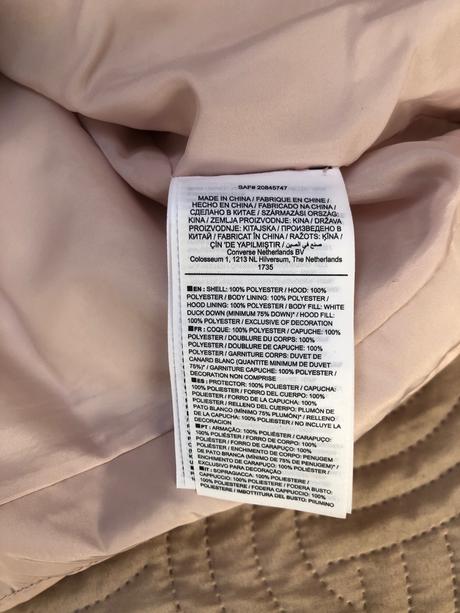 SAF# 20845747
MADE IN CHINA / FABRIQUE EN CHINE /
HECHO EN CHINA / FABRICADO NA CHINA /
СДЕЛАНО В КИТАЕ / SZÁRMAZÁSI ORSZÁG:
KÍNA / ZEMLJA PROIZVODNJE: KINA / DRŽAVA
PROIZVODNJE: KITAJSKA / ПРОИЗВЕДЕНО В
КИТАЙ / FABRICAT ÎN CHINA / RAŽOTS: ĶĪNĀ /
ÇİN 'DE YAPILMIŞTIR / صنع في الصين
Converse Netherlands BV
Colosseum 1, 1213 NL Hilversum, The Netherlands
1735
EN : SHELL: 100% POLYESTER / HOOD: 100%
POLYESTER / BODY LINING: 100% POLYESTER /
HOOD LINING: 100% POLYESTER / BODY FILL: WHITE
DUCK DOWN (MINIMUM 75% DOWN)* / HOOD FILL:
100% POLYESTER / EXCLUSIVE OF DECORATION
FR : COQUE: 100% POLYESTER / CAPUCHE: 100%
POLYESTER / DOUBLURE DU CORPS: 100%
POLYESTER / DOUBLURE DE CAPUCHE: 100%
POLYESTER / GARNITURE CORPS: DUVET DE
CANARD BLANC (QUANTITE MINIMUM DE DUVET
75%)* / GARNITURE CAPUCHE: 100% POLYESTER /
DECORATION NON COMPRISE
ES : PROTECTOR: 100% POLIÉSTER / CAPUCHA:
100% POLIÉSTER / FORRO DEL CUERPO: 100%
POLIÉSTER / FORRO DE LA CAPUCHA: 100%
POLIÉSTER / RELLENO DEL CUERPO: PLUMÓN DE
PATO BLANCO (MÍNIMO 75% PLUMÓN)* / RELLENO
DE LA CAPUCHA: 100% POLIÉSTER / NO INCLUYE LA
DECORACION
PT : ARMAÇÃO: 100% POLIÉSTER / CARAPUÇO:
100% POLIÉSTER / FORRO DE CORPO: 100%
POLIÉSTER / FORRO DE CARAPUÇO: 100%
POLIÉSTER / ENCHIMENTO DE CORPO: PENUGEM
DE PATA BRANCA (MÍNIMO 75% DE PENUGEM)* /
ENCHIMENTO DE CARAPUÇO: 100% POLIÉSTER /
EXCLUSIVO PARA DECORAÇÃO
IT : SOPRAGIACCA: 100% POLIESTERE /
CAPPUCCIO: 100% POLIESTERE / FODERA BUSTO:
100% POLIESTERE / FODERA CAPPUCCIO: 100%
POLIESTERE / IMBOTTITURA DEL BUSTO: PIUMINO